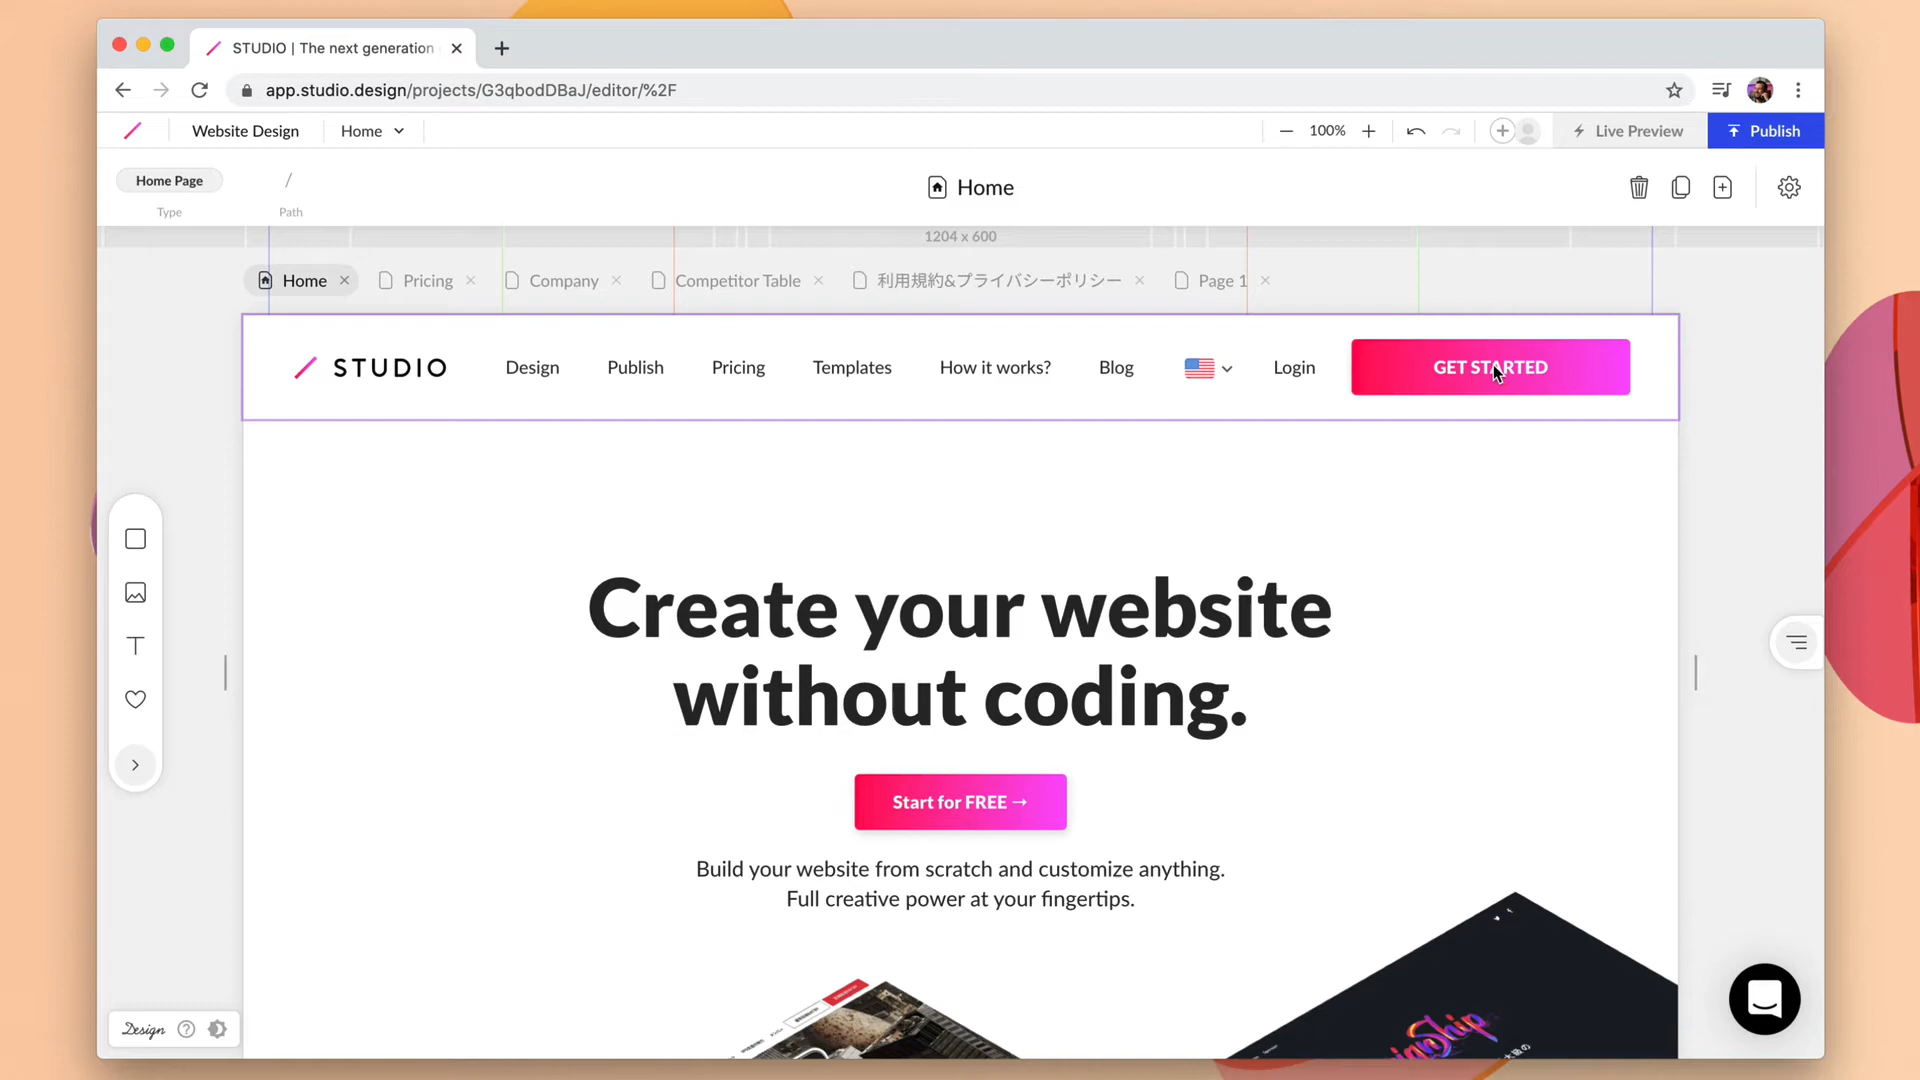 STUDIO | The next generation
app.studio.design/projects/G3qbodDBaJ/editor/%2F
Website Design
Home
100%
Live Preview
Publish
Home Page
/
Home
Type
Path
1204 x 600
Home
Pricing
Company
Competitor Table
利用規約&プライバシーポリシー
Page 1
STUDIO
Design
Publish
Pricing
Templates
How it works?
Blog
Login
GET STARTED
Create your website
without coding.
Start for FREE →
Build your website from scratch and customize anything.
Full creative power at your fingertips.
Design